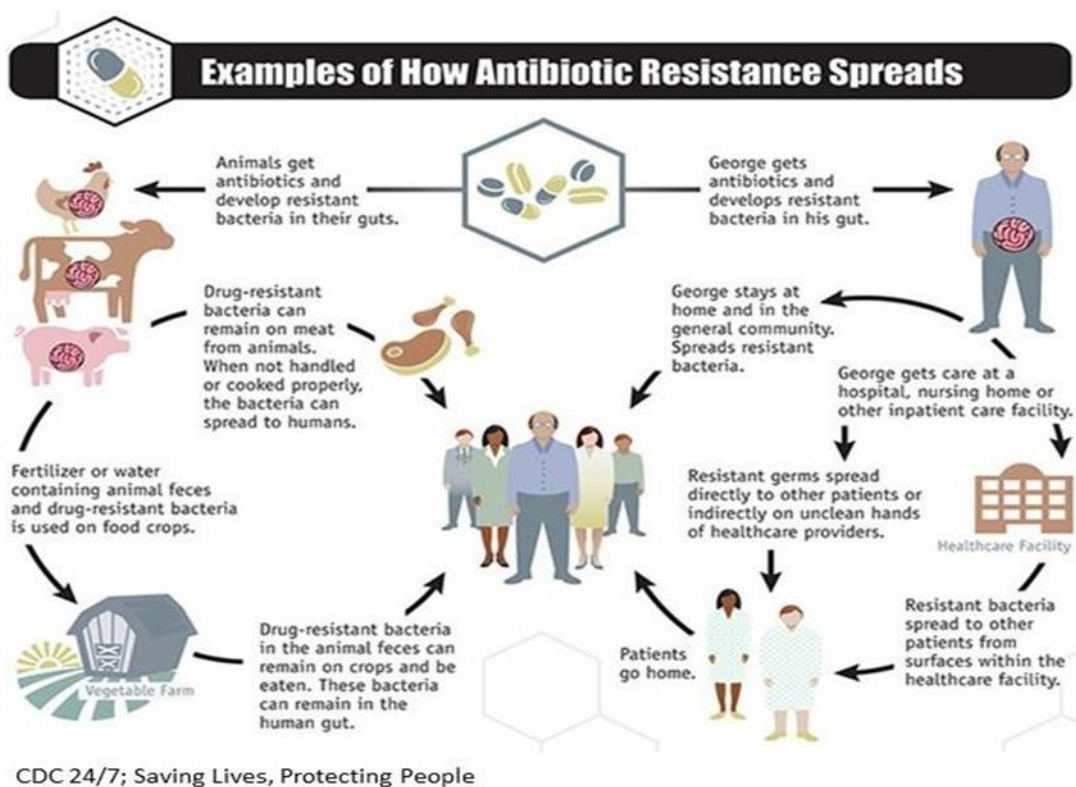 Examples of How Antibiotic Resistance Spreads
Animals get
antibiotics and
develop resistant
bacteria in their guts.
George gets
antibiotics and
develops resistant
bacteria in his gut.
Drug-resistant
bacteria can
remain on meat
from animals.
When not handled
or cooked properly,
the bacteria can
spread to humans.
George stays at
home and in the
general community.
Spreads resistant
bacteria.
George gets care at a
hospital, nursing home or
other inpatient care facility.
Fertilizer or water
containing animal feces
and drug-resistant bacteria
is used on food crops.
Resistant germs spread
directly to other patients or
indirectly on unclean hands
of healthcare providers.
Healthcare Facility
Vegetable Farm
Drug-resistant bacteria
in the animal feces can
remain on crops and be
eaten. These bacteria
can remain in the
human gut.
Patients
go home.
Resistant bacteria
spread to other
patients from
surfaces within the
healthcare facility.
CDC 24/7; Saving Lives, Protecting People